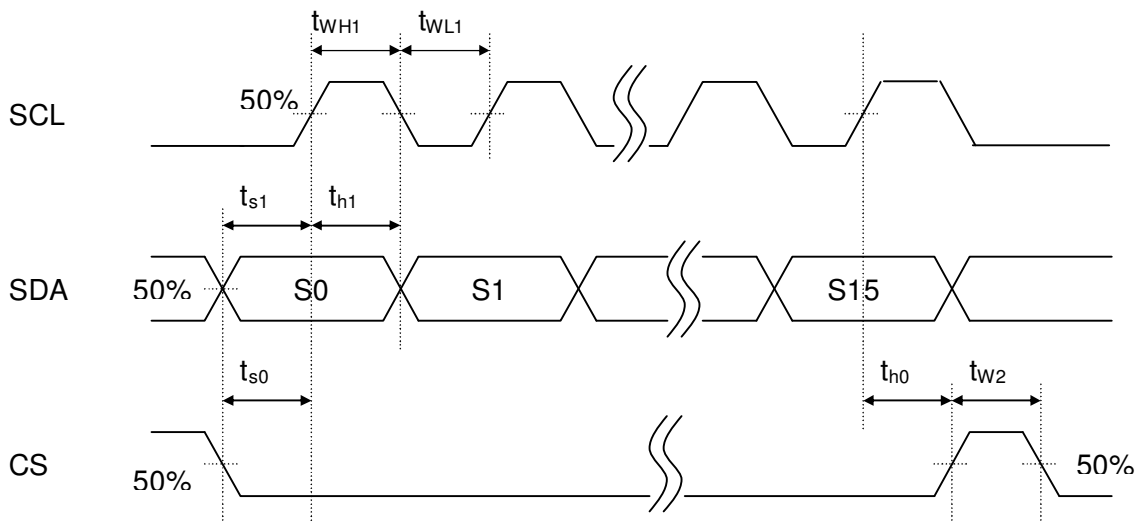 tWH1 tWL1
50%
SCL
ts1 th1
SDA 50% S0 S1 S15
ts0 th0 tW2
CS 50% 50%